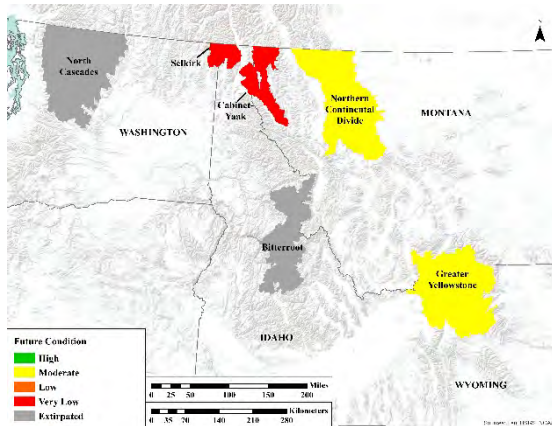 N
North
Cascades
Selkirk
Cabinet-
Yaak
Northern
Continental
Divide
MONTANA
WASHINGTON
Bitterroot
Greater
Yellowstone
IDAHO
WYOMING
Future Condition
High
Moderate
Low
Very Low
Extirpated
Miles
0 25 50 100 150 200
Kilometers
0 35 70 140 210 280